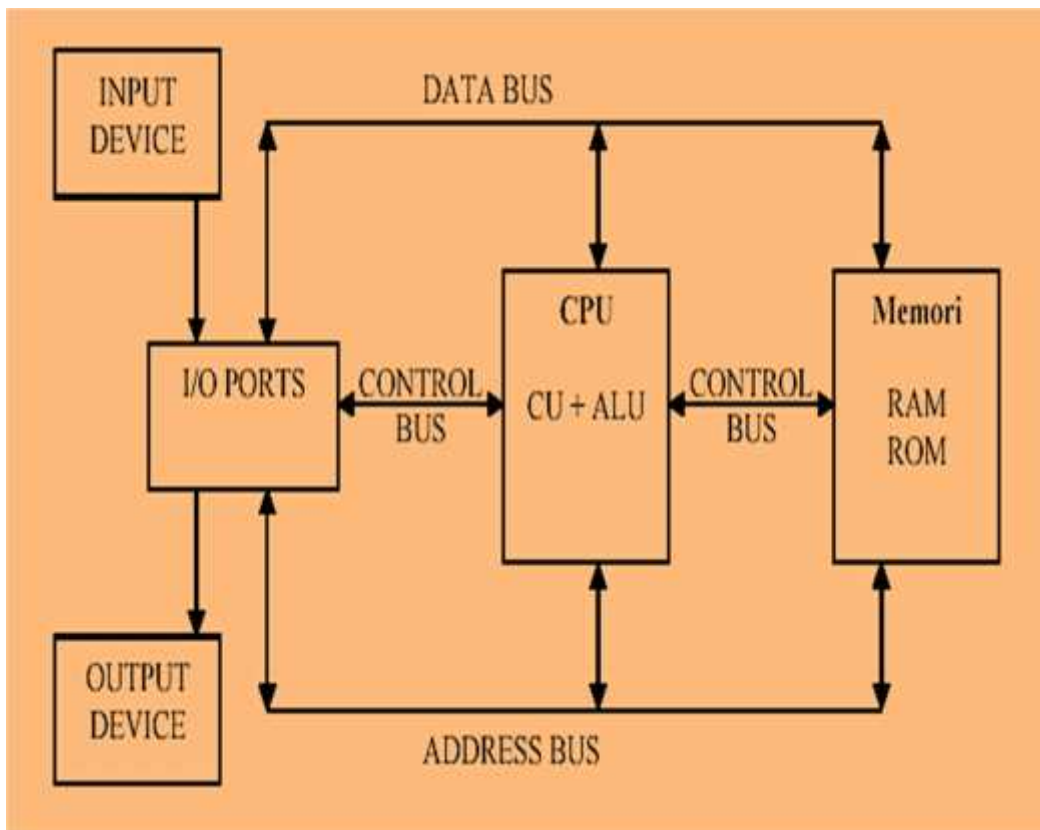 INPUT
DEVICE
DATA BUS
I/O PORTS
CONTROL
BUS
CPU
CU + ALU
CONTROL
BUS
Memori
RAM
ROM
OUTPUT
DEVICE
ADDRESS BUS